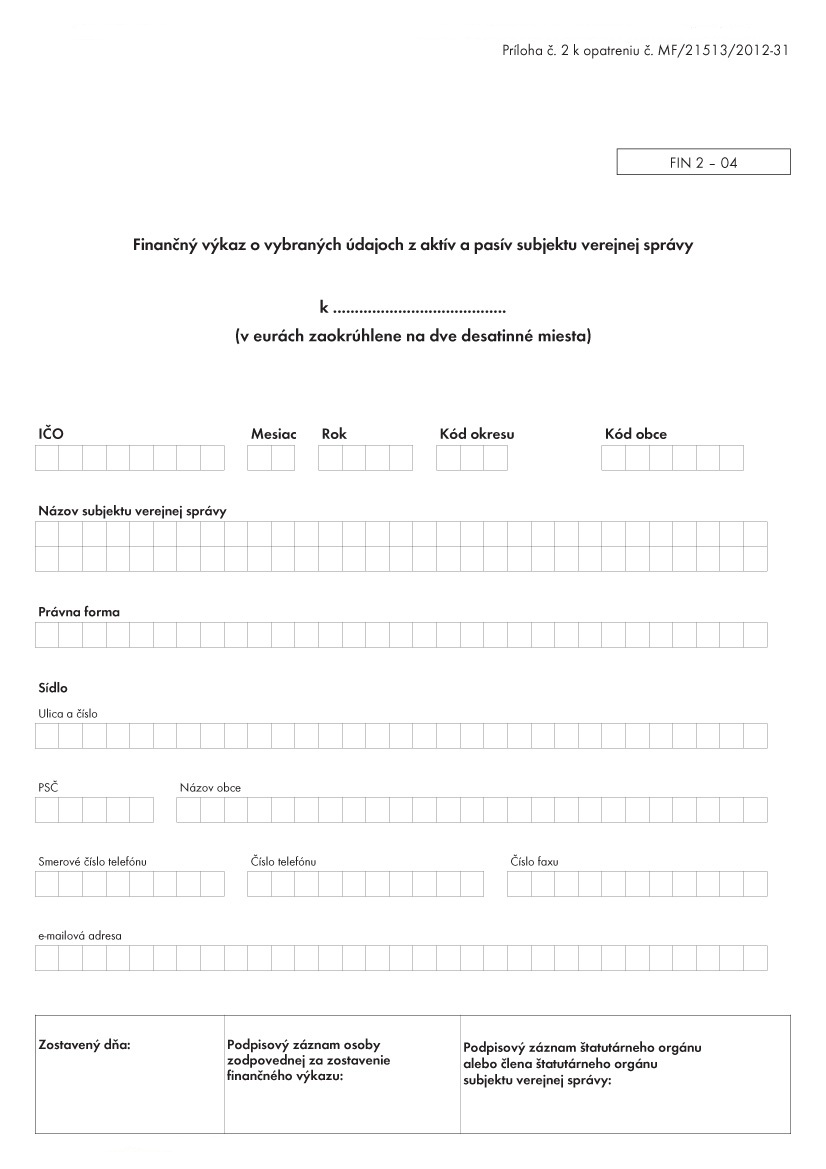 Príloha č. 2 k opatreniu č. MF/21513/2012-31
FIN 2 – 04
Finančný výkaz o vybraných údajoch z aktív a pasív subjektu verejnej správy
k ........................................
(v eurách zaokrúhlene na dve desatinné miesta)
IČO Mesiac Rok Kód okresu Kód obce
Názov subjektu verejnej správy
Právna forma
Sídlo
Ulica a číslo
PSČ Názov obce
Smerové číslo telefónu Číslo telefónu Číslo faxu
e-mailová adresa
Zostavený dňa:
Podpisový záznam osoby
zodpovednej za zostavenie
finančného výkazu:
Podpisový záznam štatutárneho orgánu
alebo člena štatutárneho orgánu
subjektu verejnej správy: